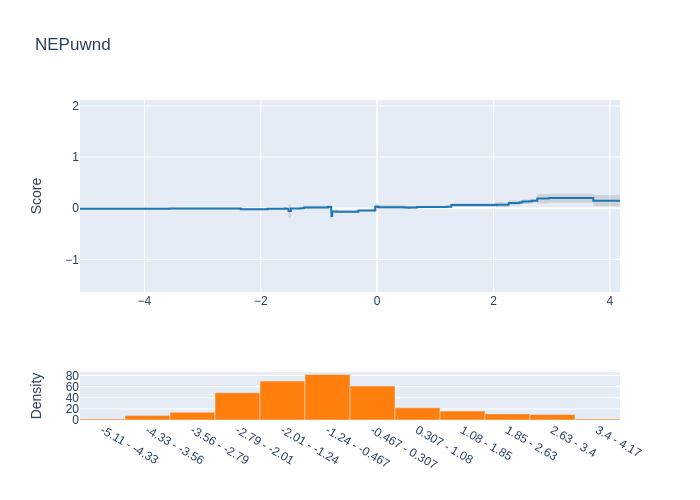 NEPuwnd
2
1
0
−1
Score
−4
−2
0
2
4
80
60
40
20
0
Density
-5.11 - -4.33
-4.33 - -3.56
-3.56 - -2.79
-2.79 - -2.01
-2.01 - -1.24
-1.24 - -0.467
-0.467 - 0.307
0.307 - 1.08
1.08 - 1.85
1.85 - 2.63
2.63 - 3.4
3.4 - 4.17